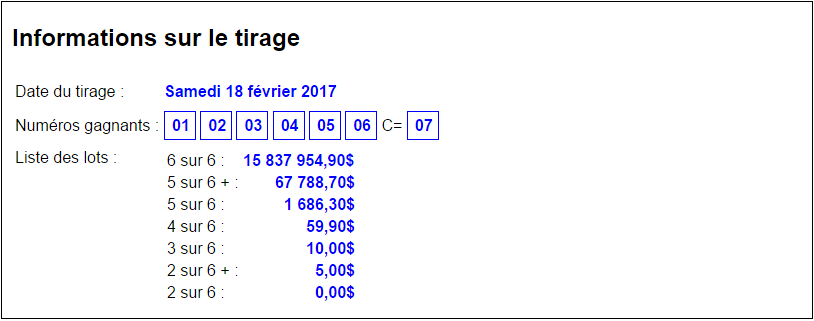 Informations sur le tirage
Date du tirage : Samedi 18 février 2017
Numéros gagnants : 01 02 03 04 05 06 C= 07
Liste des lots : 6 sur 6 : 15 837 954,90$
5 sur 6 + : 67 788,70$
5 sur 6 : 1 686,30$
4 sur 6 : 59,90$
3 sur 6 : 10,00$
2 sur 6 + : 5,00$
2 sur 6 : 0,00$